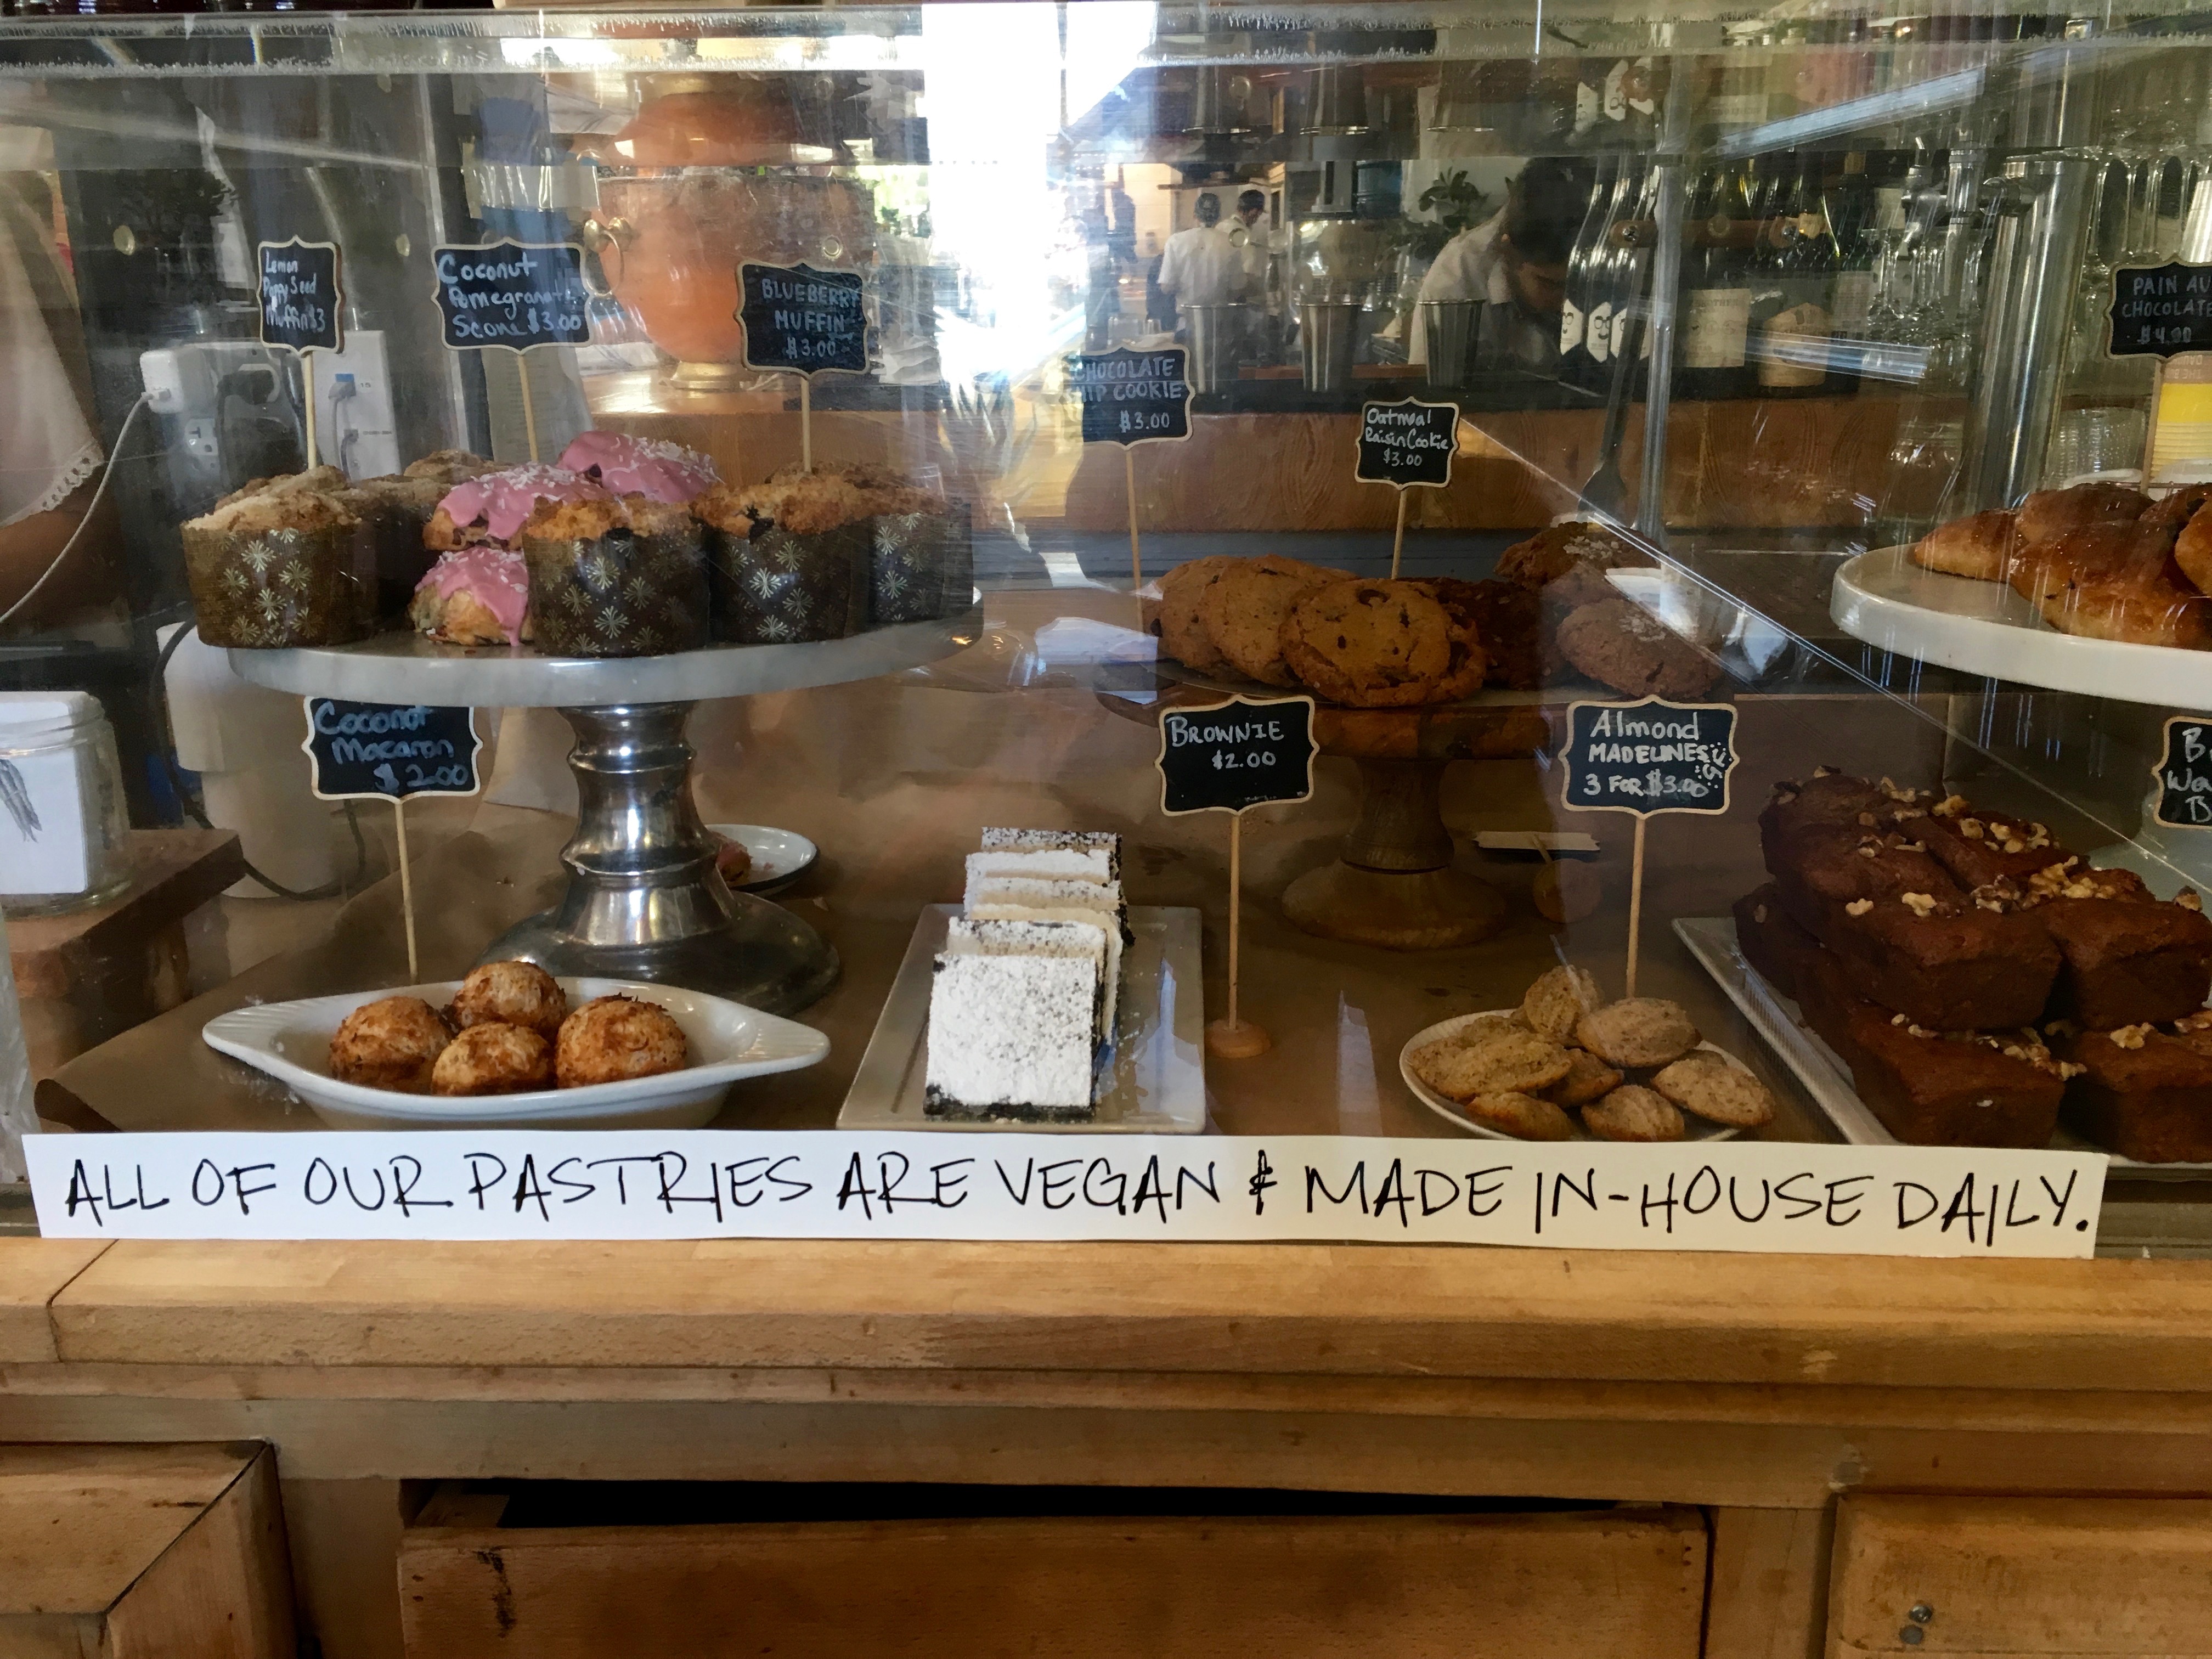 Lemon
Poppy Seed
Muffin $3
Coconut
Pomegranate
Scone $3.00
BLUEBERRY
MUFFIN
$3.00
CHOCOLATE
CHIP COOKIE
$3.00
Oatmeal
Raisin Cookie
$3.00
PAIN AU
CHOCOLATE
$4.00
Coconut
Macaron
$2.00
BROWNIE
$2.00
Almond
MADELINES
3 FOR $3.00
ALL OF OUR PASTRIES ARE VEGAN & MADE IN-HOUSE DAILY.